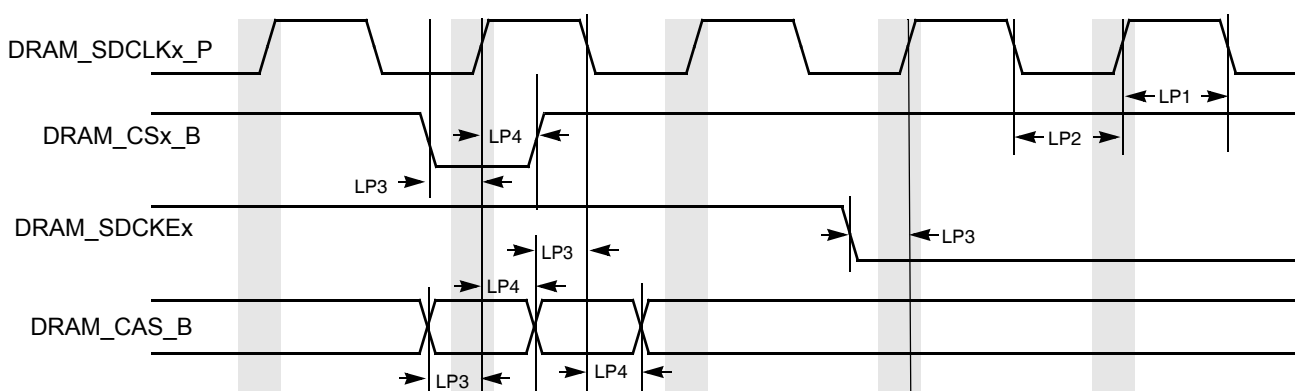 DRAM_SDCLKx_P
LP1
DRAM_CSx_B
LP4
LP2
LP3
DRAM_SDCKEx
LP3
LP3
LP4
DRAM_CAS_B
LP3
LP4